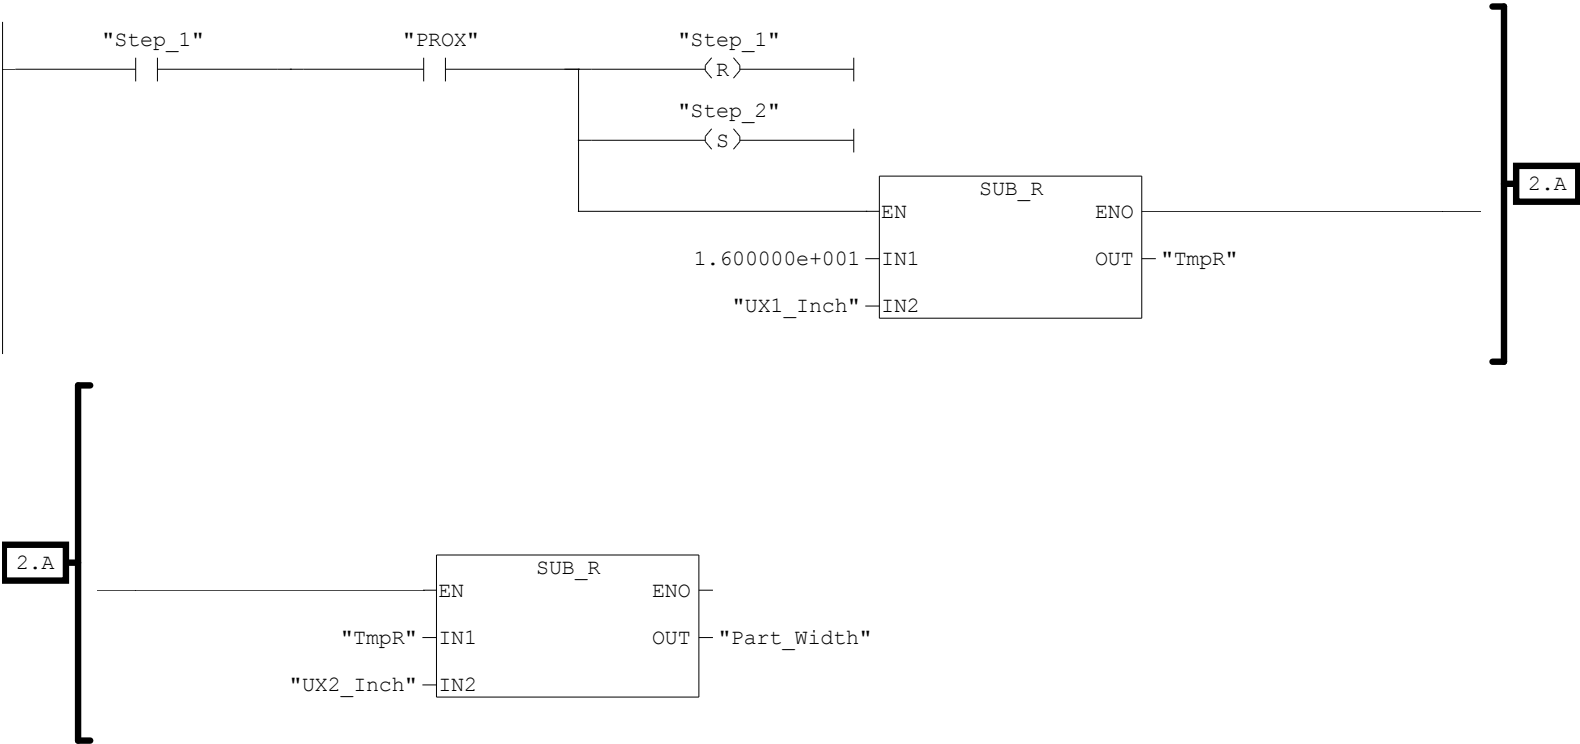 "Step_1" "PROX" "Step_1"
R
"Step_2"
S
SUB_R
2.A
EN ENO
1.600000e+001 IN1 OUT "TmpR"
"UX1_Inch" IN2
2.A
SUB_R
EN ENO
"TmpR" IN1 OUT "Part_Width"
"UX2_Inch" IN2